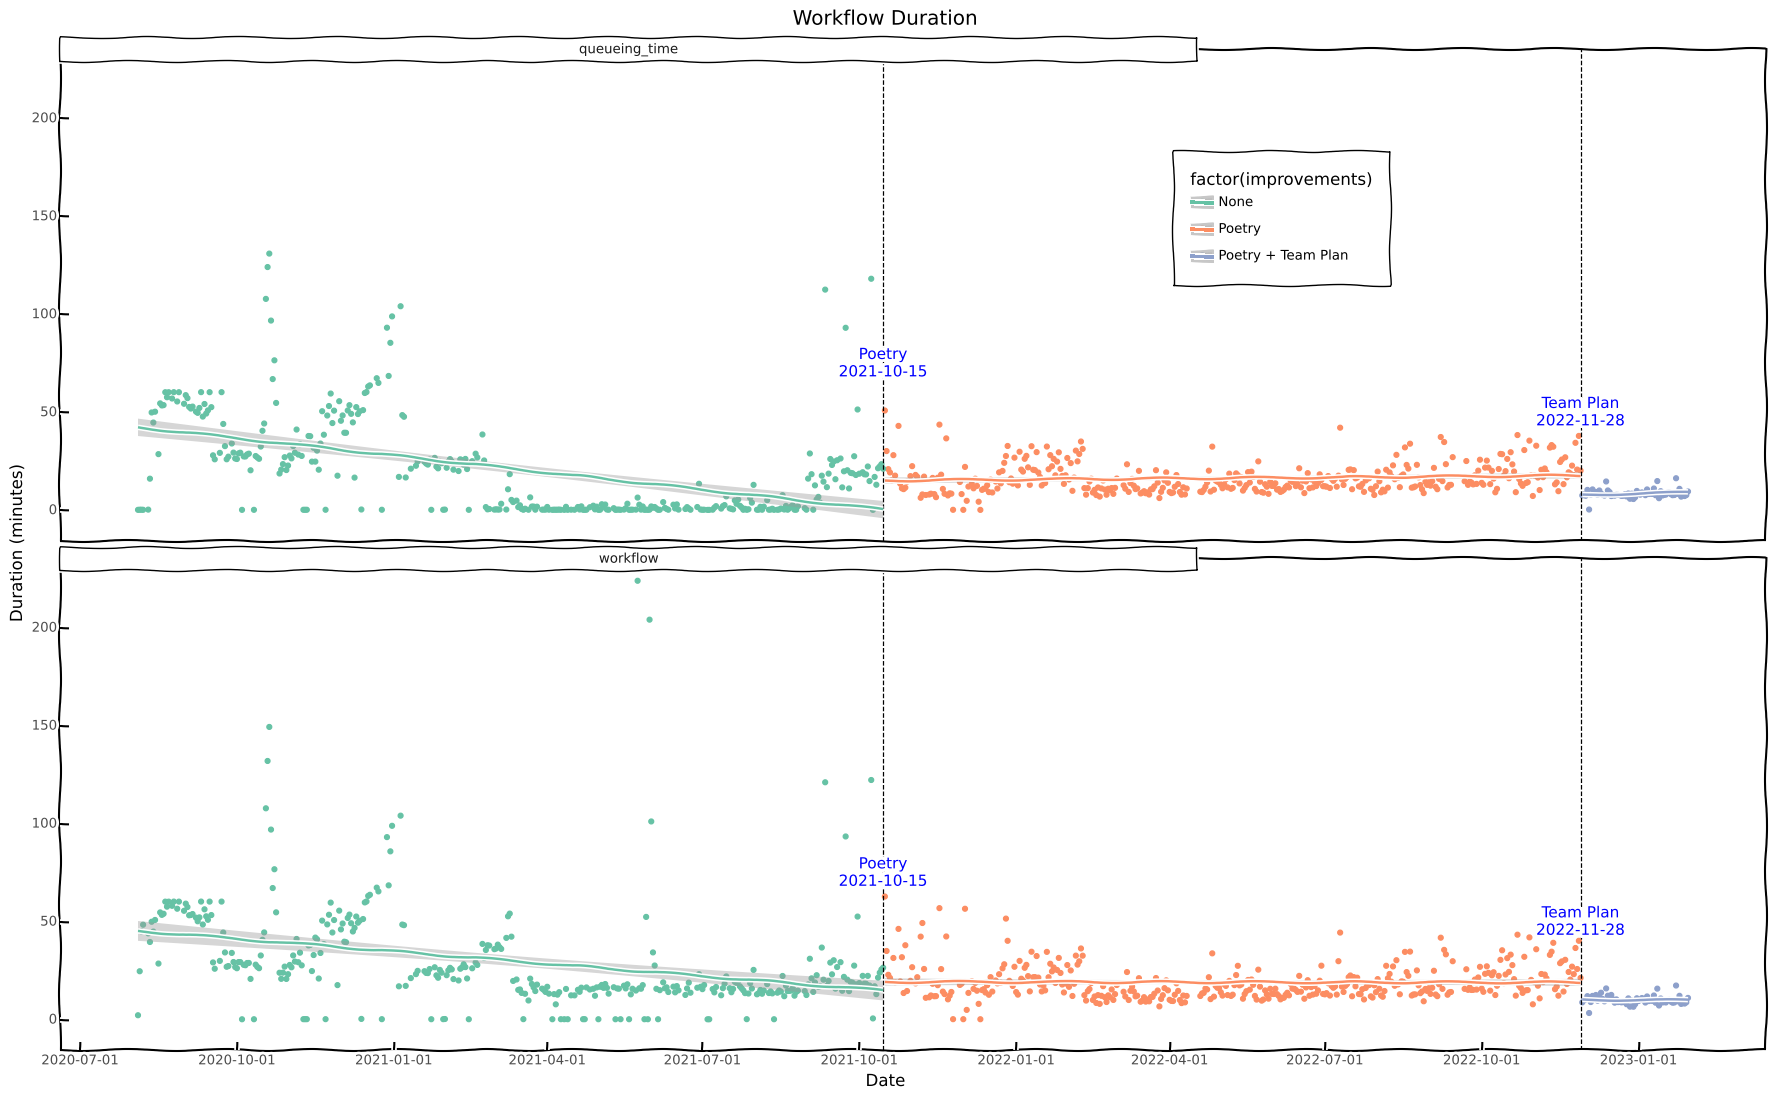 Workflow Duration
queueing_time
200
150
100
50
0
factor(improvements)
None
Poetry
Poetry + Team Plan
Poetry
2021-10-15
Team Plan
2022-11-28
Duration (minutes)
workflow
200
150
100
50
0
Poetry
2021-10-15
Team Plan
2022-11-28
2020-07-01 2020-10-01 2021-01-01 2021-04-01 2021-07-01 2021-10-01 2022-01-01 2022-04-01 2022-07-01 2022-10-01 2023-01-01
Date